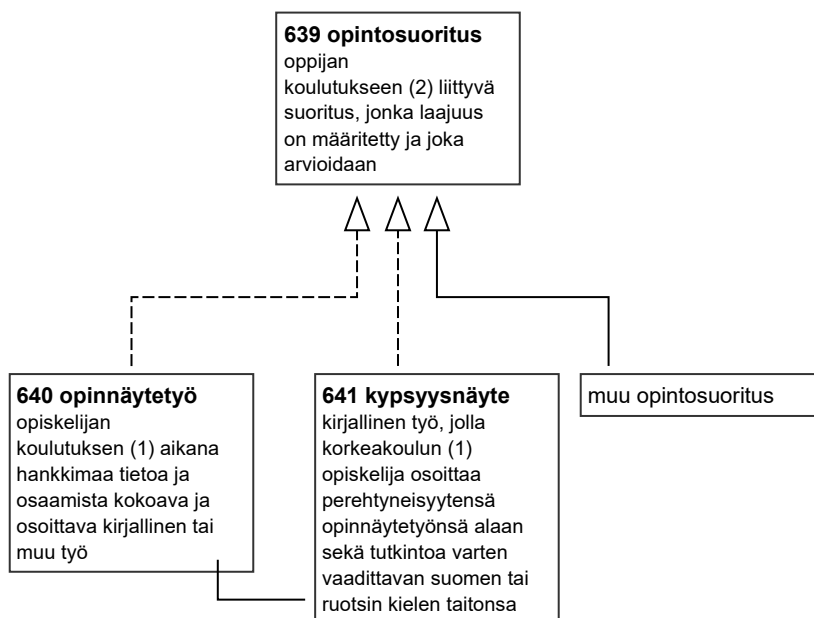 639 opintosuoritus
oppijan
koulutukseen (2) liittyvä
suoritus, jonka laajuus
on määritetty ja joka
arvioidaan
640 opinnäytetyö
opiskelijan
koulutuksen (1) aikana
hankkimaa tietoa ja
osaamista kokoava ja
osoittava kirjallinen tai
muu työ
641 kypsyysnäyte
kirjallinen työ, jolla
korkeakoulun (1)
opiskelija osoittaa
perehtyneisyytensä
opinnäytetyönsä alaan
sekä tutkintoa varten
vaadittavan suomen tai
ruotsin kielen taitonsa
muu opintosuoritus